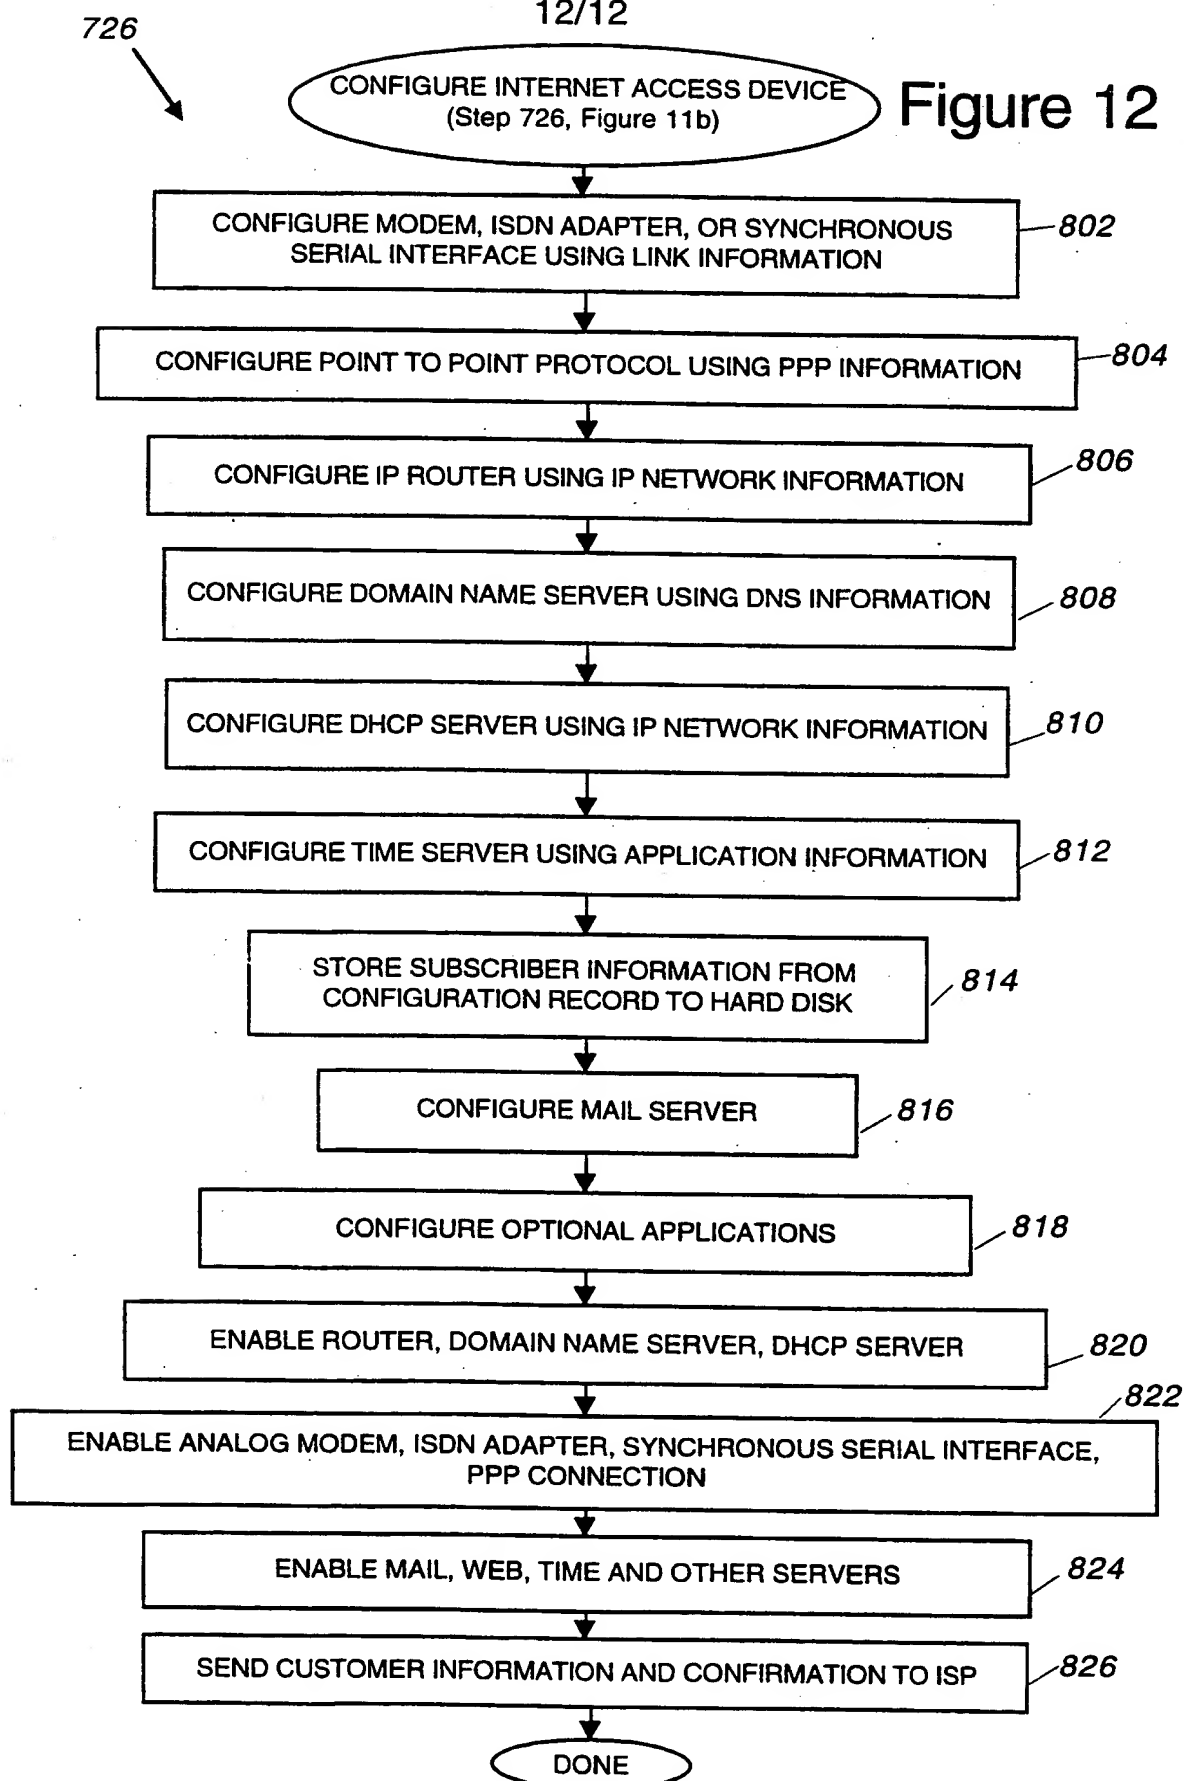 12/12
726
CONFIGURE INTERNET ACCESS DEVICE
(Step 726, Figure 11b)
Figure 12
CONFIGURE MODEM, ISDN ADAPTER, OR SYNCHRONOUS
SERIAL INTERFACE USING LINK INFORMATION
802
CONFIGURE POINT TO POINT PROTOCOL USING PPP INFORMATION
804
CONFIGURE IP ROUTER USING IP NETWORK INFORMATION
806
CONFIGURE DOMAIN NAME SERVER USING DNS INFORMATION
808
CONFIGURE DHCP SERVER USING IP NETWORK INFORMATION
810
CONFIGURE TIME SERVER USING APPLICATION INFORMATION
812
STORE SUBSCRIBER INFORMATION FROM
CONFIGURATION RECORD TO HARD DISK
814
CONFIGURE MAIL SERVER
816
CONFIGURE OPTIONAL APPLICATIONS
818
ENABLE ROUTER, DOMAIN NAME SERVER, DHCP SERVER
820
822
ENABLE ANALOG MODEM, ISDN ADAPTER, SYNCHRONOUS SERIAL INTERFACE,
PPP CONNECTION
ENABLE MAIL, WEB, TIME AND OTHER SERVERS
824
SEND CUSTOMER INFORMATION AND CONFIRMATION TO ISP
826
DONE